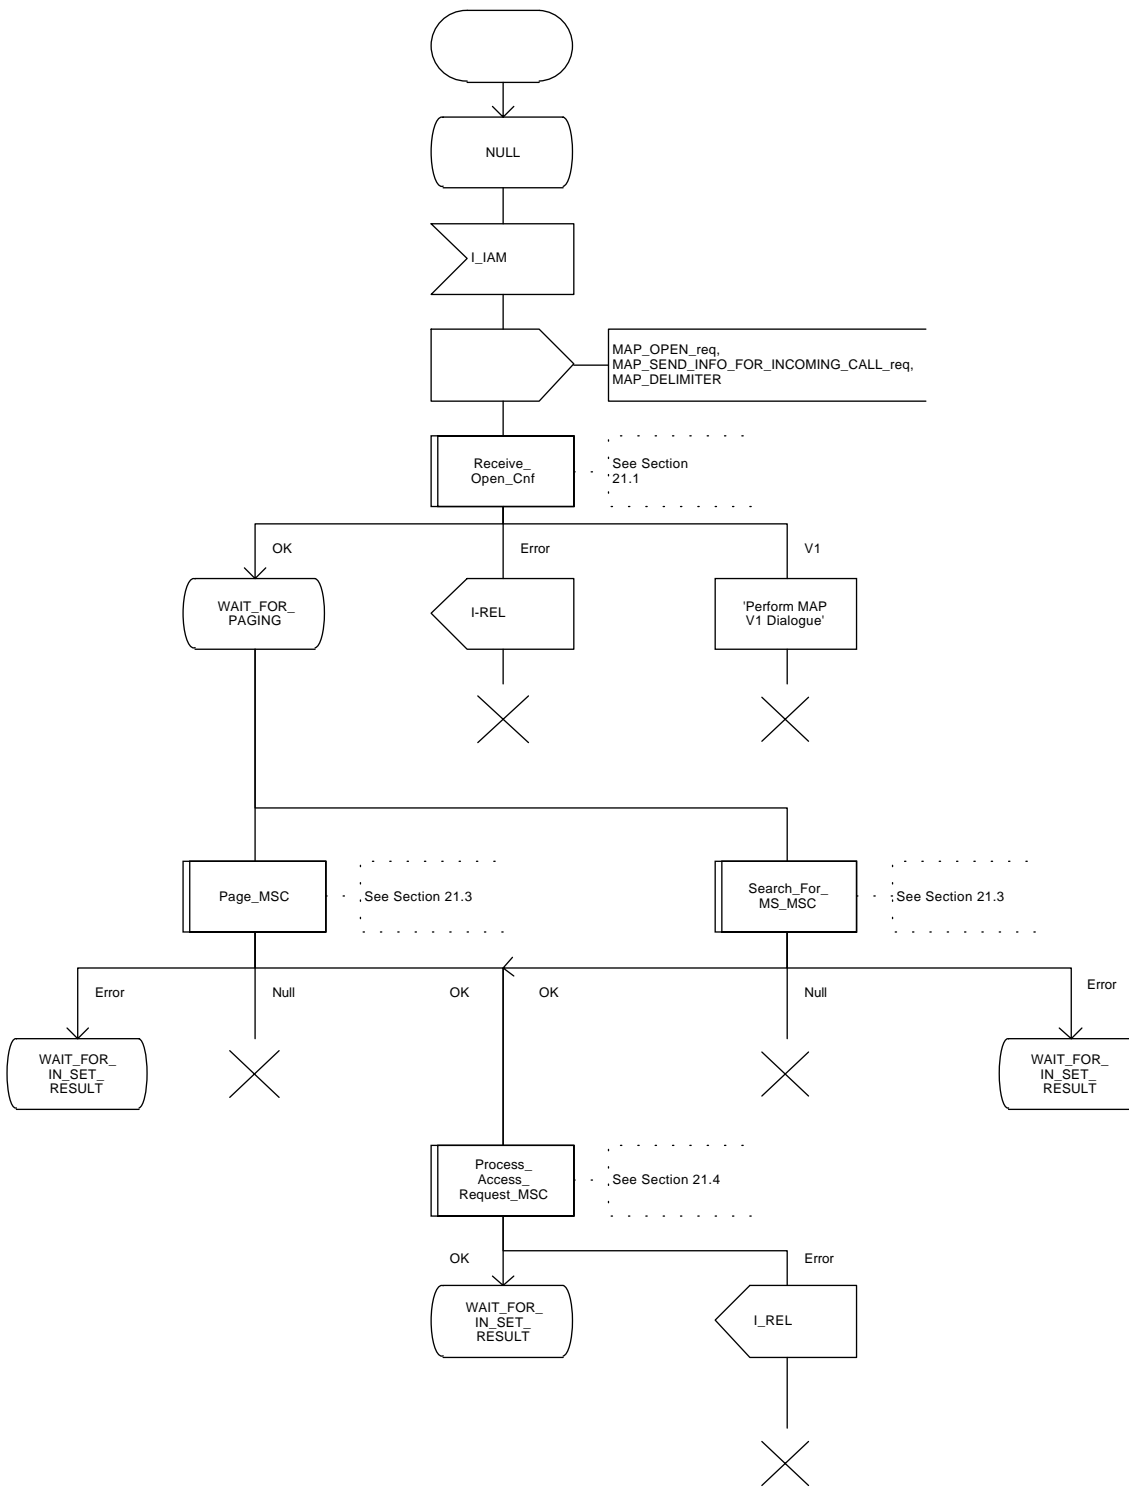 NULL
I_IAM
MAP_OPEN_req,
MAP_SEND_INFO_FOR_INCOMING_CALL_req,
MAP_DELIMITER
Receive_
Open_Cnf
See Section
21.1
OK
Error
V1
WAIT_FOR_
PAGING
I-REL
'Perform MAP
V1 Dialogue'
Page_MSC
See Section 21.3
Search_For_
MS_MSC
See Section 21.3
Error
Null
OK
OK
Null
Error
WAIT_FOR_
IN_SET_
RESULT
WAIT_FOR_
IN_SET_
RESULT
Process_
Access_
Request_MSC
See Section 21.4
OK
Error
WAIT_FOR_
IN_SET_
RESULT
I_REL